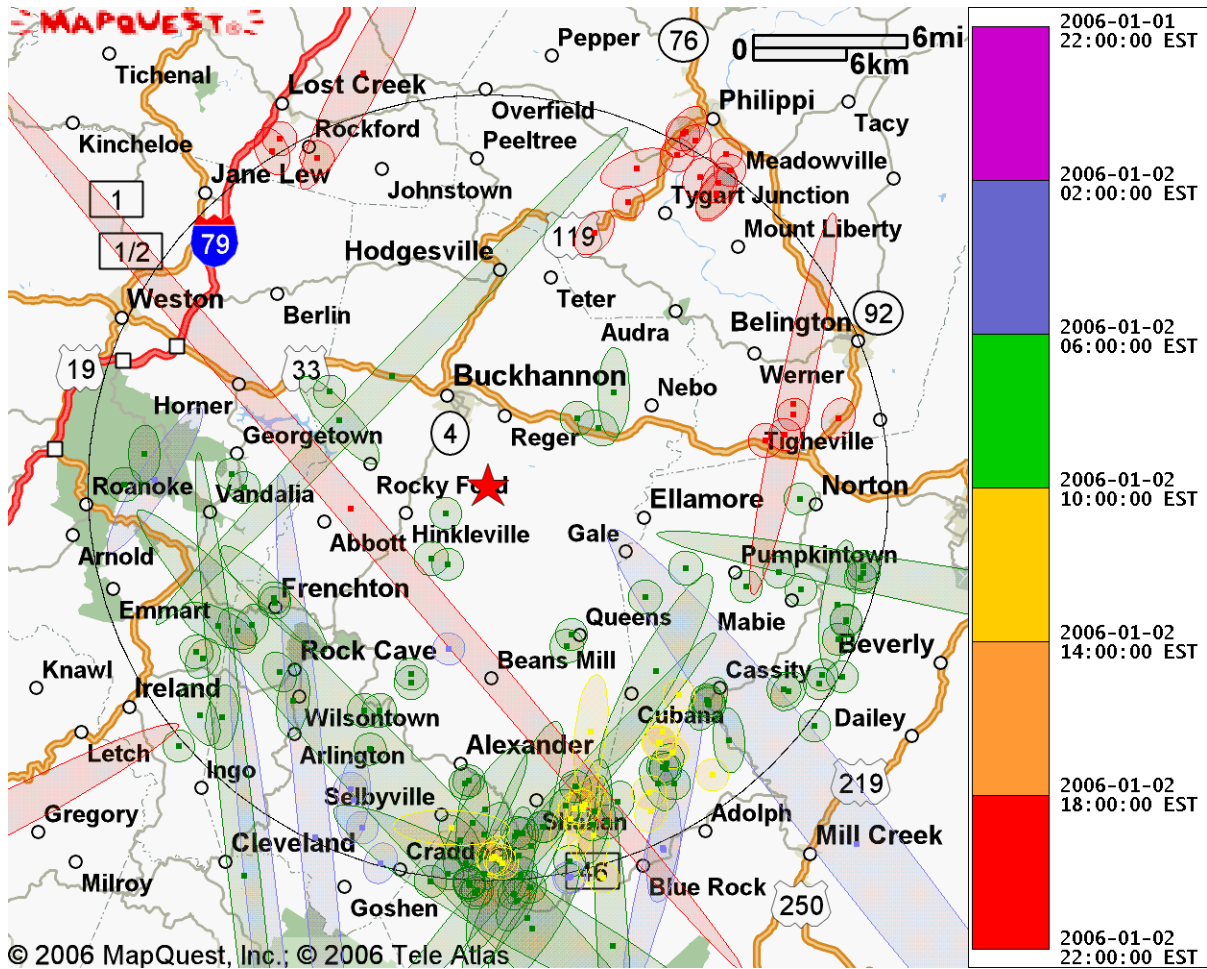 MAPQUEST
Pepper
76
0
6mi
6km
Tichenal
Lost Creek
Overfield
Philippi
Tacy
Kincheloe
Rockford
Peeltree
Meadowville
1
Jane Lew
Johnstown
Tygart Junction
1/2
79
119
Mount Liberty
Hodgesville
Weston
Berlin
Teter
Audra
Belington
92
19
33
Buckhannon
Nebo
Werner
Horner
4
Reger
Georgetown
Tigheville
Roanoke
Vandalia
Rocky Ford
Ellamore
Norton
Arnold
Abbott
Hinkleville
Gale
Pumpkintown
Emmart
Frenchton
Queens
Mabie
Beverly
Knawl
Rock Cave
Beans Mill
Cassity
Ireland
Wilsontown
Cubana
Dailey
Letch
Arlington
Alexander
Ingo
219
Selbyville
Gregory
Adolph
Cleveland
Mill Creek
Milroy
46
Blue Rock
Goshen
250
© 2006 MapQuest, Inc.; © 2006 Tele Atlas
2006-01-01
22:00:00 EST
2006-01-02
02:00:00 EST
2006-01-02
06:00:00 EST
2006-01-02
10:00:00 EST
2006-01-02
14:00:00 EST
2006-01-02
18:00:00 EST
2006-01-02
22:00:00 EST